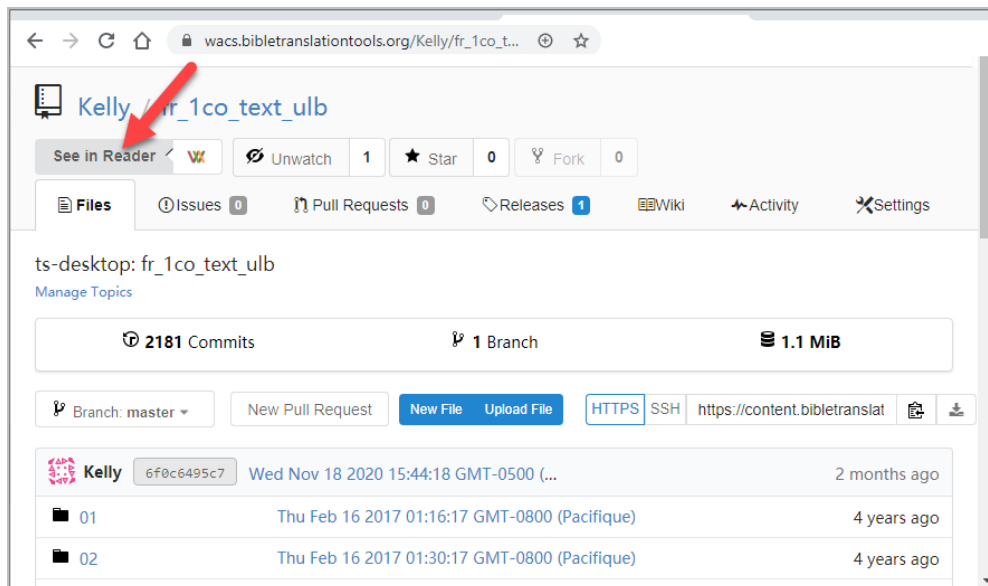 wacs.bibletranslationtools.org/Kelly/fr_1co_t...
Kelly / fr_1co_text_ulb
See in Reader Unwatch 1 Star 0 Fork 0
Files Issues 0 Pull Requests 0 Releases 1 Wiki Activity Settings
ts-desktop: fr_1co_text_ulb
Manage Topics
2181 Commits 1 Branch 1.1 MiB
Branch: master New Pull Request New File Upload File HTTPS SSH https://content.bibletranslat
Kelly 6f0c6495c7 Wed Nov 18 2020 15:44:18 GMT-0500 (... 2 months ago
01 Thu Feb 16 2017 01:16:17 GMT-0800 (Pacifique) 4 years ago
02 Thu Feb 16 2017 01:30:17 GMT-0800 (Pacifique) 4 years ago